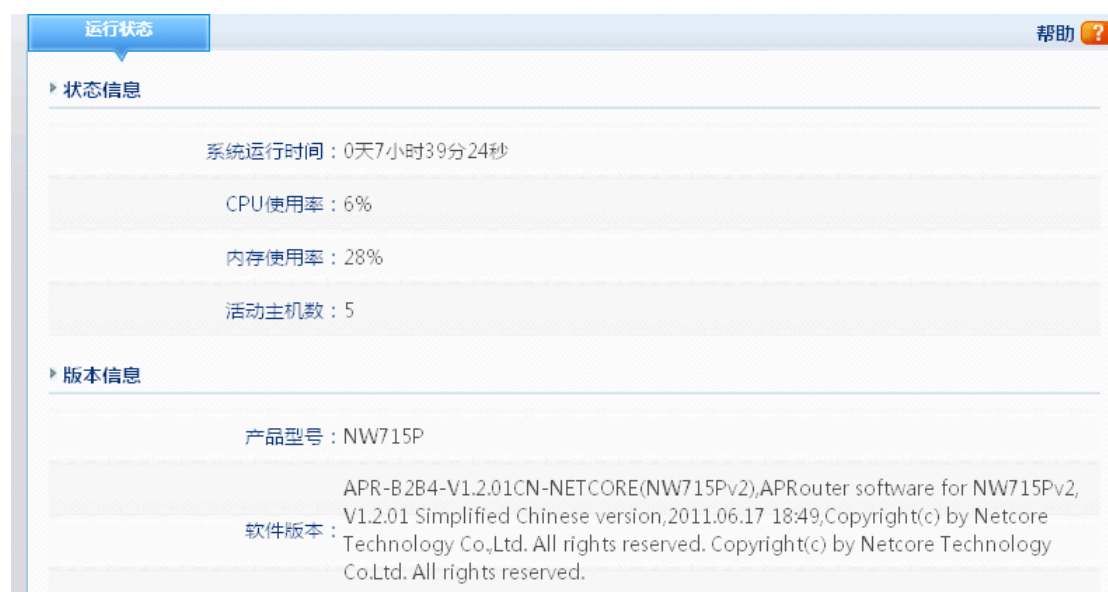 运行状态
帮助 ?
状态信息
系统运行时间：0天7小时39分24秒
CPU使用率：6%
内存使用率：28%
活动主机数：5
版本信息
产品型号：NW715P
软件版本：APR-B2B4-V1.2.01CN-NETCORE(NW715Pv2),APRouter software for NW715Pv2,
V1.2.01 Simplified Chinese version,2011.06.17 18:49,Copyright(c) by Netcore
Technology Co.,Ltd. All rights reserved. Copyright(c) by Netcore Technology
Co.Ltd. All rights reserved.